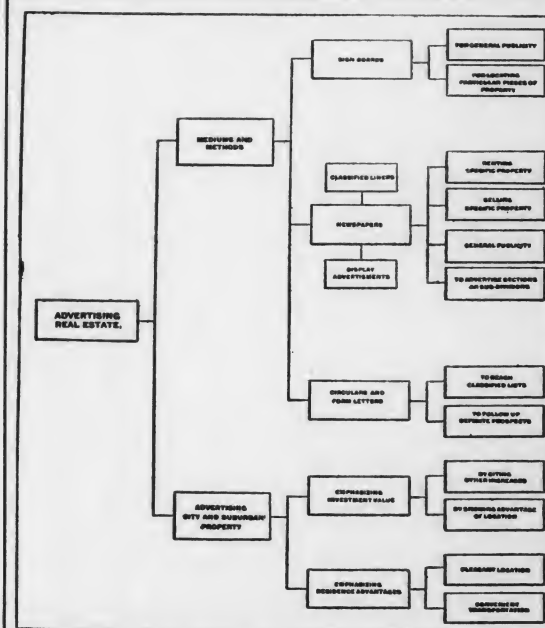 SIGN BOARDS
FOR GENERAL PUBLICITY
FOR LOCATING
PARTICULAR PIECES OF
PROPERTY
MEDIUMS AND
METHODS
CLASSIFIED LINERS
NEWSPAPERS
DISPLAY
ADVERTISMENTS
RENTING
SPECIFIC PROPERTY
SELLING
SPECIFIC PROPERTY
GENERAL PUBLICITY
TO ADVERTISE SECTIONS
OR SUB-DIVISIONS
ADVERTISING
REAL ESTATE.
CIRCULARS AND
FORM LETTERS
TO REACH
CLASSIFIED LISTS
TO FOLLOW UP
DEFINITE PROSPECTS
ADVERTISING
CITY AND SUBURBAN
PROPERTY
EMPHASIZING
INVESTMENT VALUE
BY CITING
OTHER INCREASES
BY SHOWING ADVANTAGE
OF LOCATION
EMPHASIZING
RESIDENCE ADVANTAGES
PLEASANT LOCATION
CONVENIENT
TRANSPORTATION